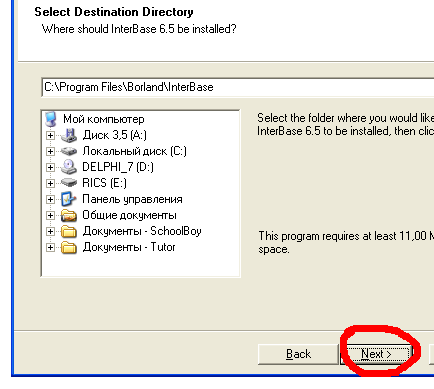 Select Destination Directory
Where should InterBase 6.5 be installed?
C:\Program Files\Borland\InterBase
Мой компьютер
Диск 3,5 (A:)
Локальный диск (C:)
DELPHI_7 (D:)
RICS (E:)
Панель управления
Общие документы
Документы - SchoolBoy
Документы - Tutor
Select the folder where you would like
InterBase 6.5 to be installed, then clic
This program requires at least 11,00 M
space.
Back
Next >